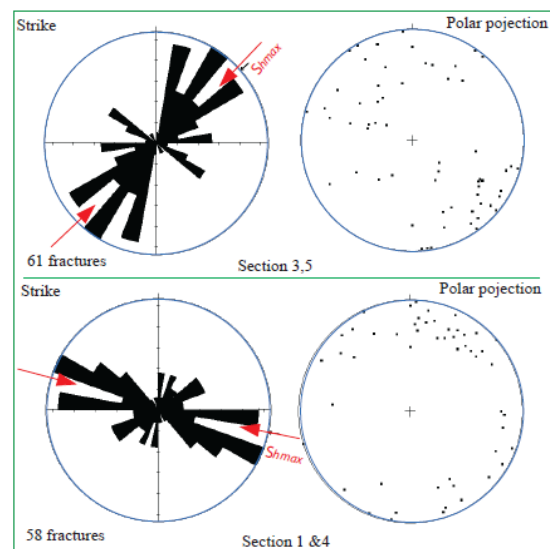 Strike
Polar pojection
Shmax
61 fractures
Section 3,5
Strike
Polar pojection
Shmax
58 fractures
Section 1 &4